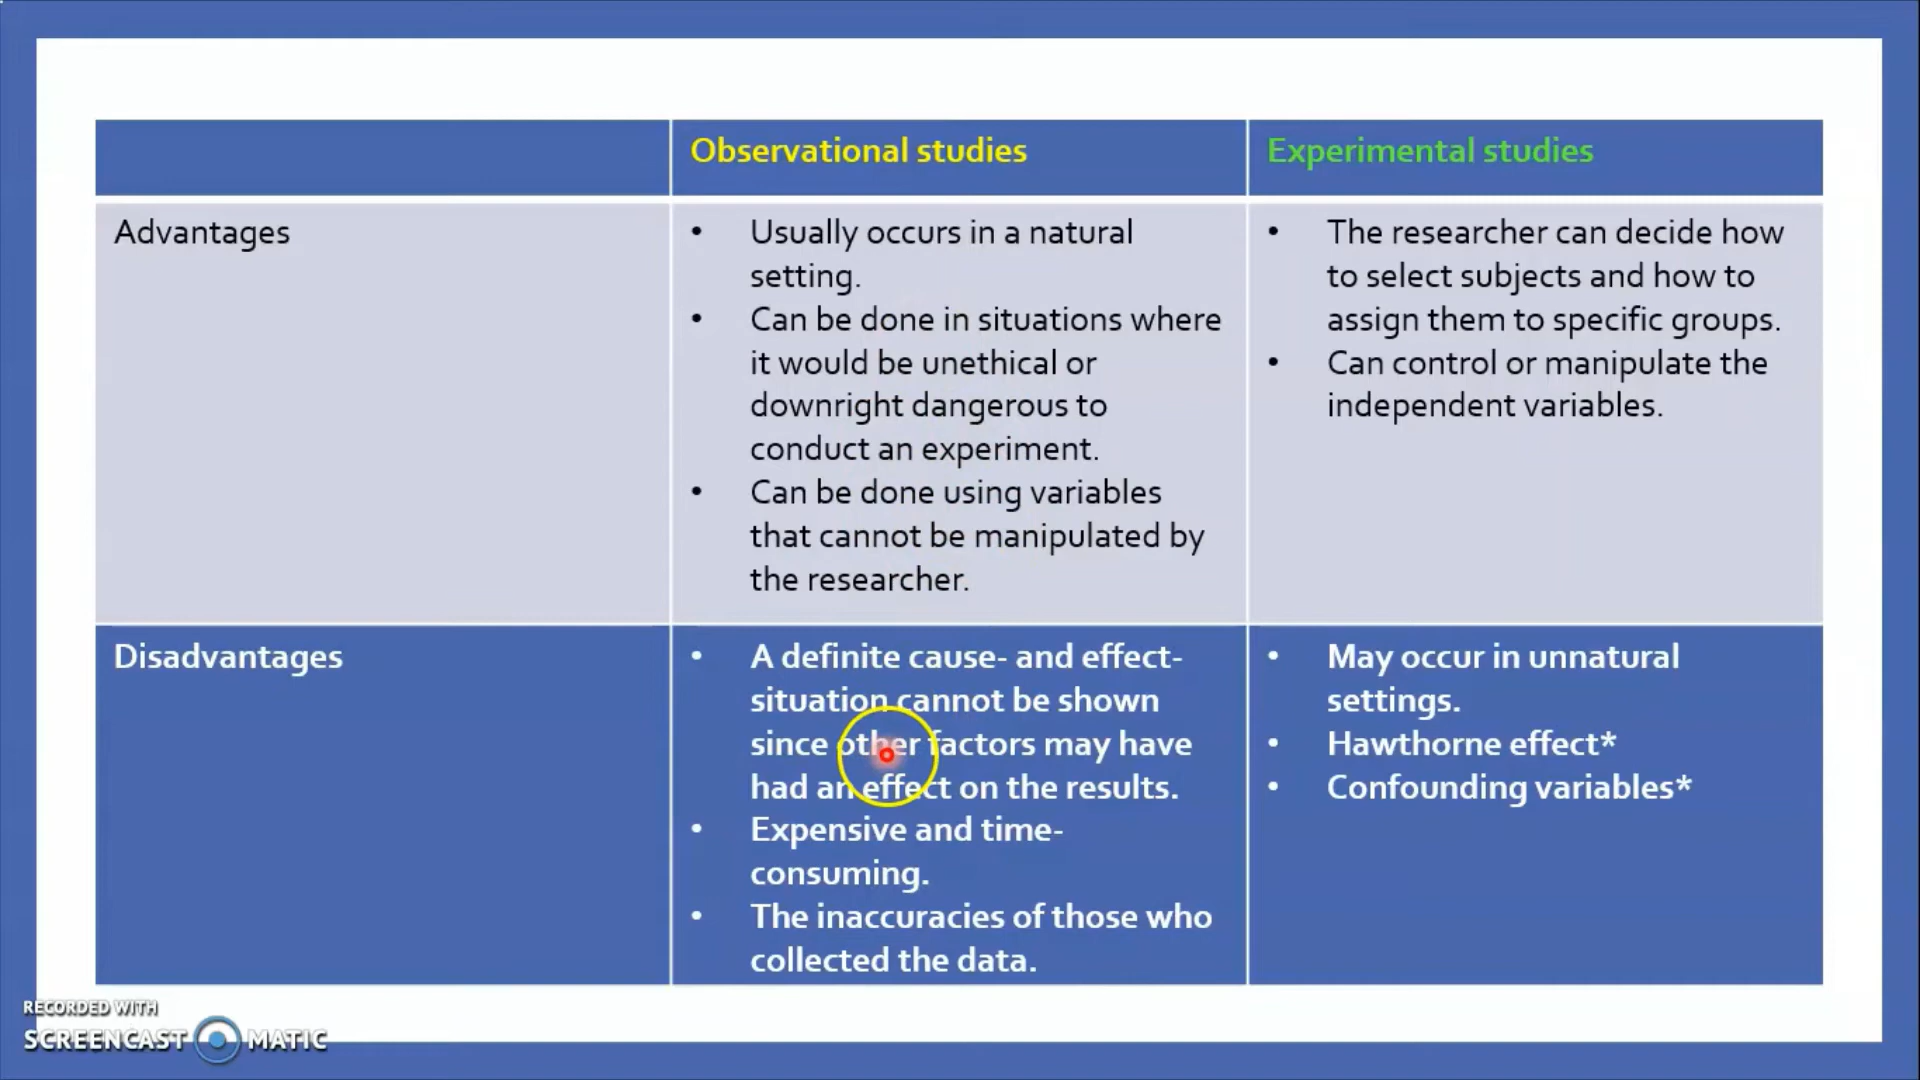 Observational studies
Experimental studies
Advantages
• Usually occurs in a natural
setting.
• Can be done in situations where
it would be unethical or
downright dangerous to
conduct an experiment.
• Can be done using variables
that cannot be manipulated by
the researcher.
• The researcher can decide how
to select subjects and how to
assign them to specific groups.
• Can control or manipulate the
independent variables.
Disadvantages
• A definite cause- and effect-
situation cannot be shown
since other factors may have
had an effect on the results.
• Expensive and time-
consuming.
• The inaccuracies of those who
collected the data.
• May occur in unnatural
settings.
• Hawthorne effect*
• Confounding variables*
RECORDED WITH
SCREENCAST MATIC